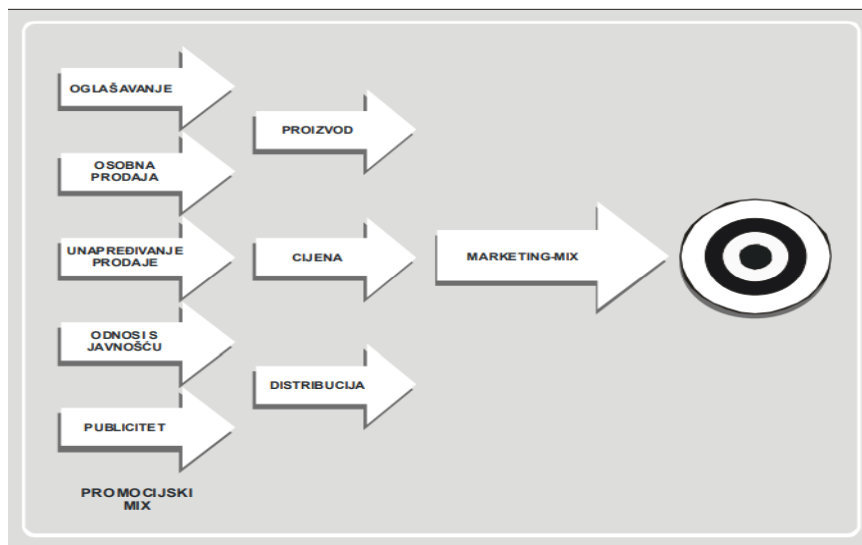 OGLAŠAVANJE
OSOBNA
PRODAJA
UNAPREĐIVANJE
PRODAJE
ODNOSI S
JAVNOŠĆU
PUBLICITET
PROMOCIJSKI
MIX
PROIZVOD
CIJENA
DISTRIBUCIJA
MARKETING-MIX